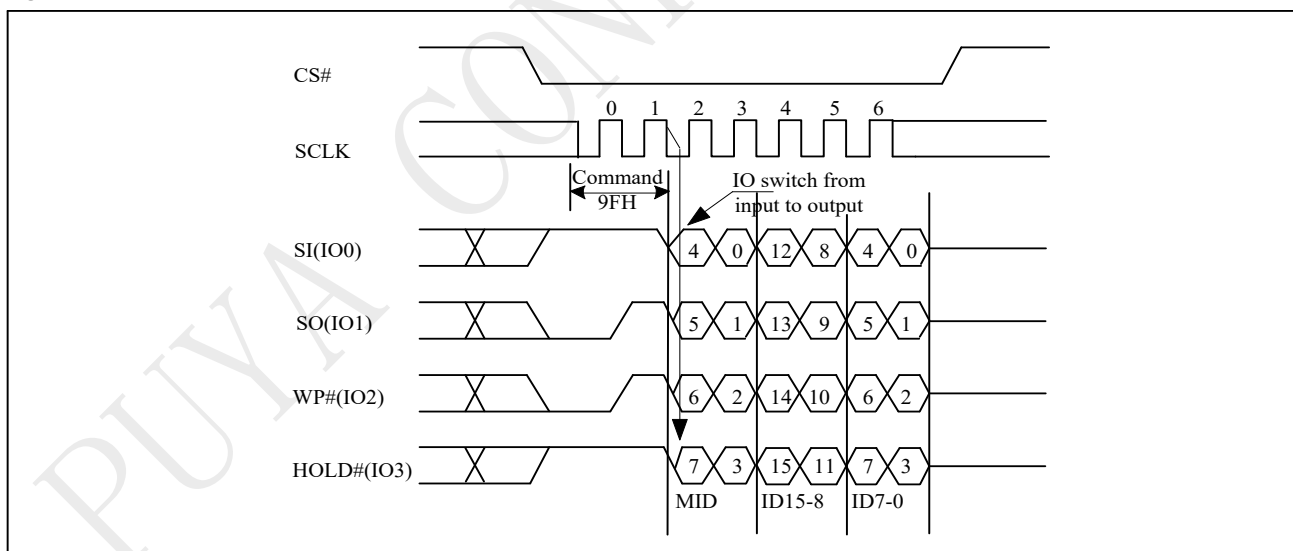 PUYA CON
CS#
0 1 2 3 4 5 6
SCLK
Command
9FH
IO switch from
input to output
SI(IO0)
4 0 12 8 4 0
SO(IO1)
5 1 13 9 5 1
WP#(IO2)
6 2 14 10 6 2
HOLD#(IO3)
7 3 15 11 7 3
MID ID15-8 ID7-0